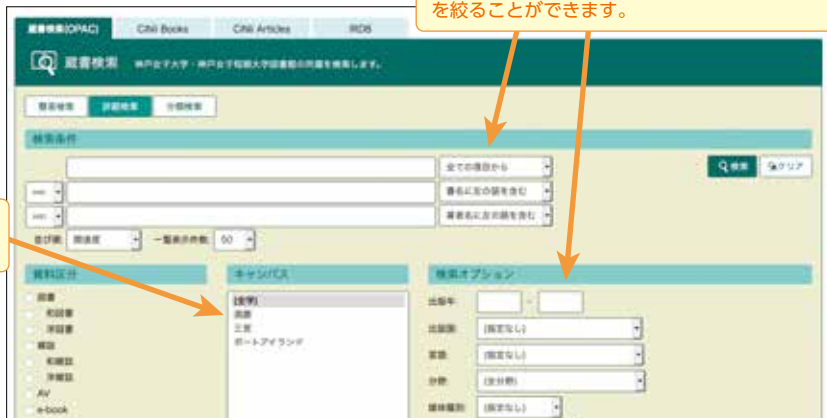 を絞ることができます。
蔵書検索(OPAC)
CiNii Books
CiNii Articles
IRDB
蔵書検索
神戸女子大学・神戸女子短期大学図書館の所蔵を検索します。
簡易検索
詳細検索
分類検索
検索条件
全ての項目から
検索
クリア
and
書名に左の語を含む
and
著者名に左の語を含む
並び順:
関連度
一覧表示件数:
50
資料区分
キャンパス
検索オプション
図書
和図書
洋図書
雑誌
和雑誌
洋雑誌
AV
e-book
(全学)
須磨
三宮
ポートアイランド
出版年:
-
出版国:
(指定なし)
言語:
(指定なし)
分野:
(全分野)
媒体種別:
(指定なし)